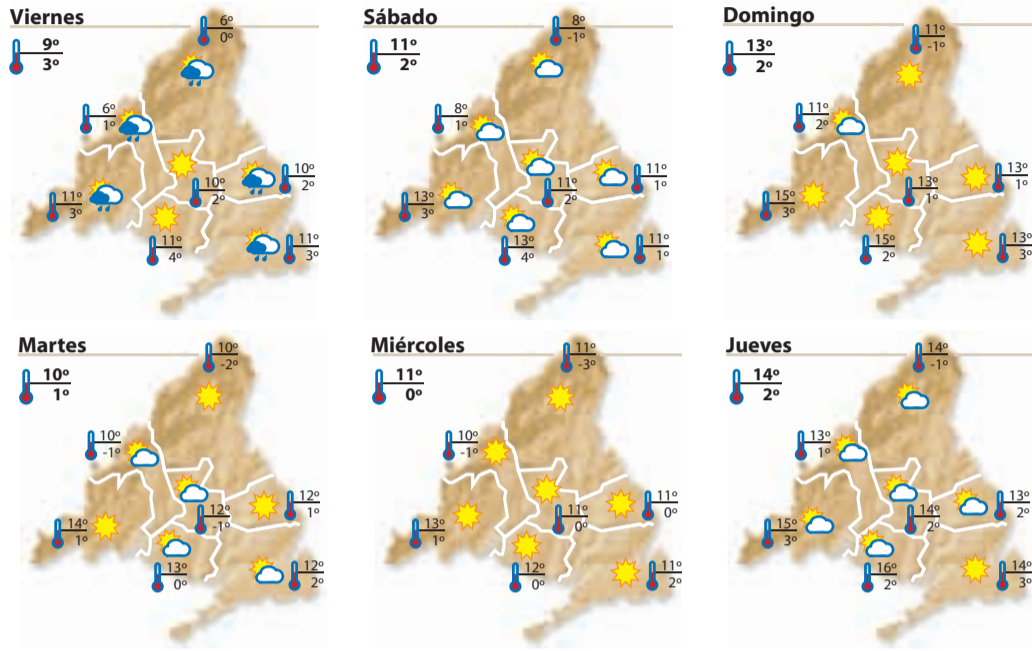 Viernes
9º
3º
6º
0º
6º
1º
10º
2º
11º
3º
10º
2º
11º
4º
11º
3º
Sábado
11º
2º
8º
-1º
8º
1º
11º
1º
13º
3º
11º
2º
13º
4º
11º
1º
Domingo
13º
2º
11º
-1º
11º
2º
13º
1º
15º
3º
13º
1º
15º
2º
13º
3º
Martes
10º
1º
10º
-2º
10º
-1º
12º
1º
14º
1º
12º
-1º
13º
0º
12º
2º
Miércoles
11º
0º
11º
-3º
10º
-1º
11º
0º
13º
1º
11º
0º
12º
0º
11º
2º
Jueves
14º
2º
14º
-1º
13º
1º
13º
2º
15º
3º
14º
2º
16º
2º
14º
3º